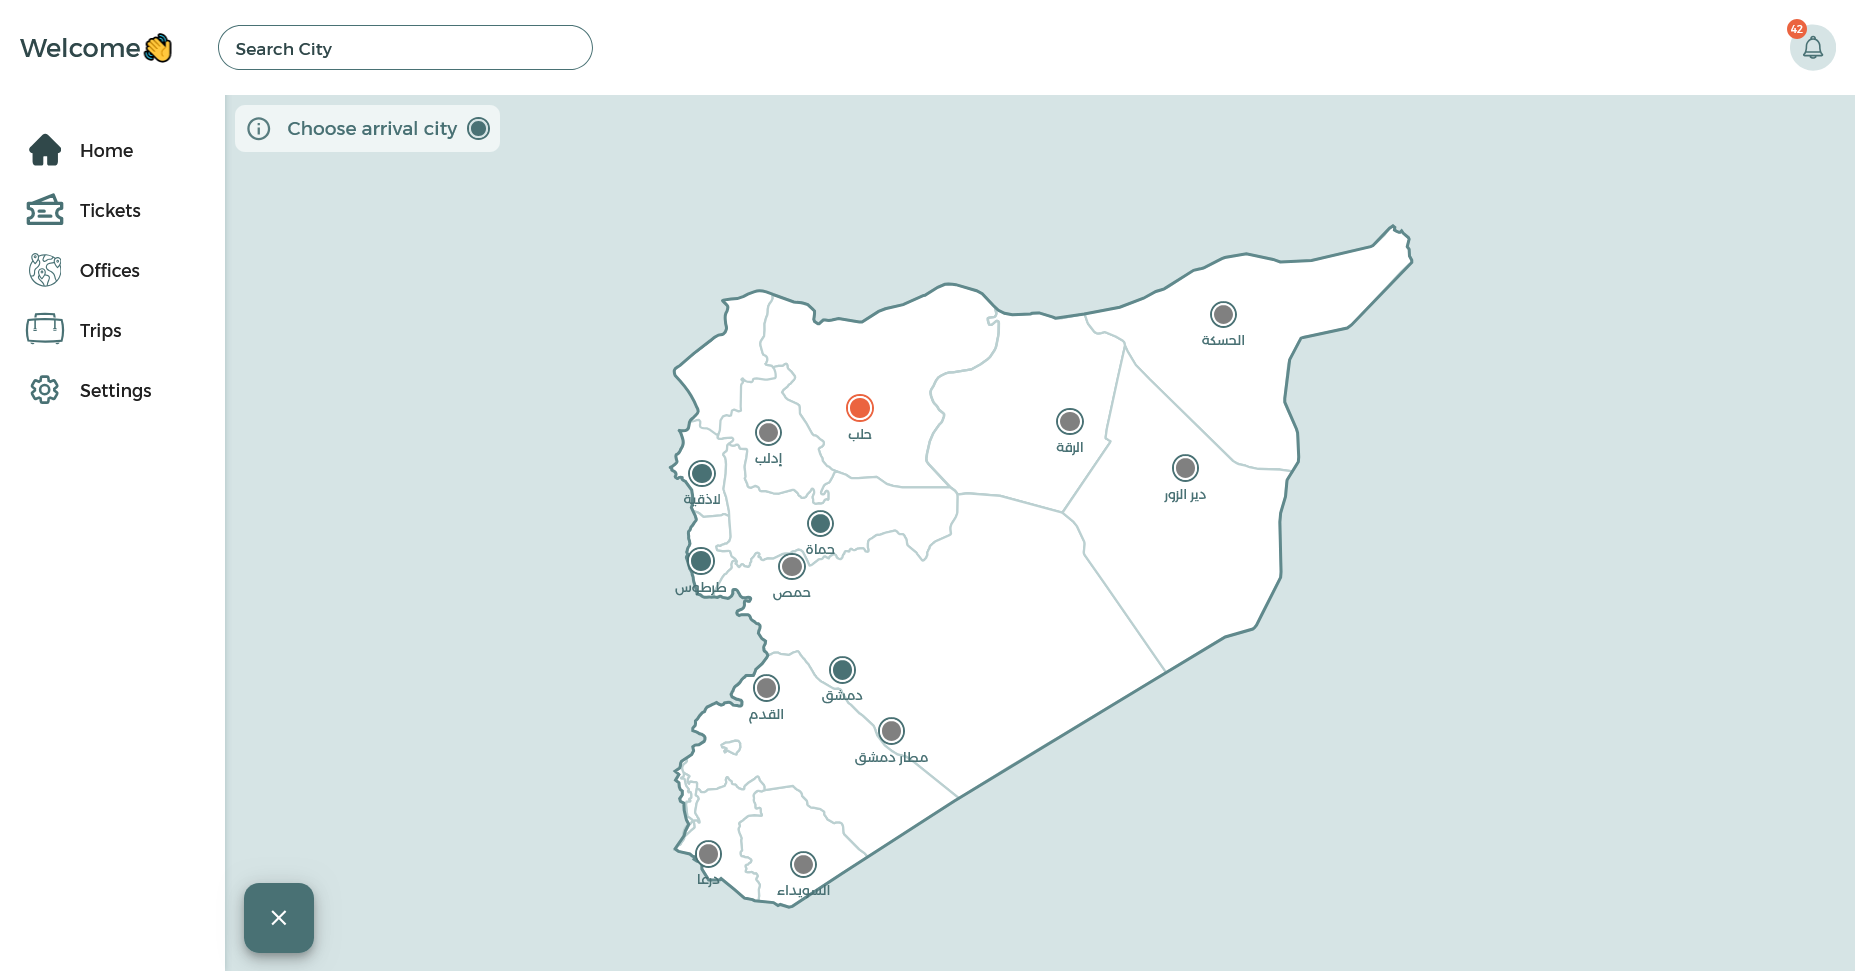 Welcome👋
Search City
42
Choose arrival city
Home
Tickets
Offices
Trips
Settings
الحسكة
حلب
الرقة
إدلب
دير الزور
لاذقية
حماة
طرطوس
حمص
دمشق
القدم
مطار دمشق
درعا
السويداء